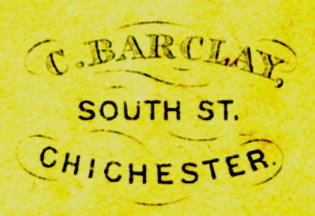 C. BARCLAY,
SOUTH ST.
CHICHESTER.